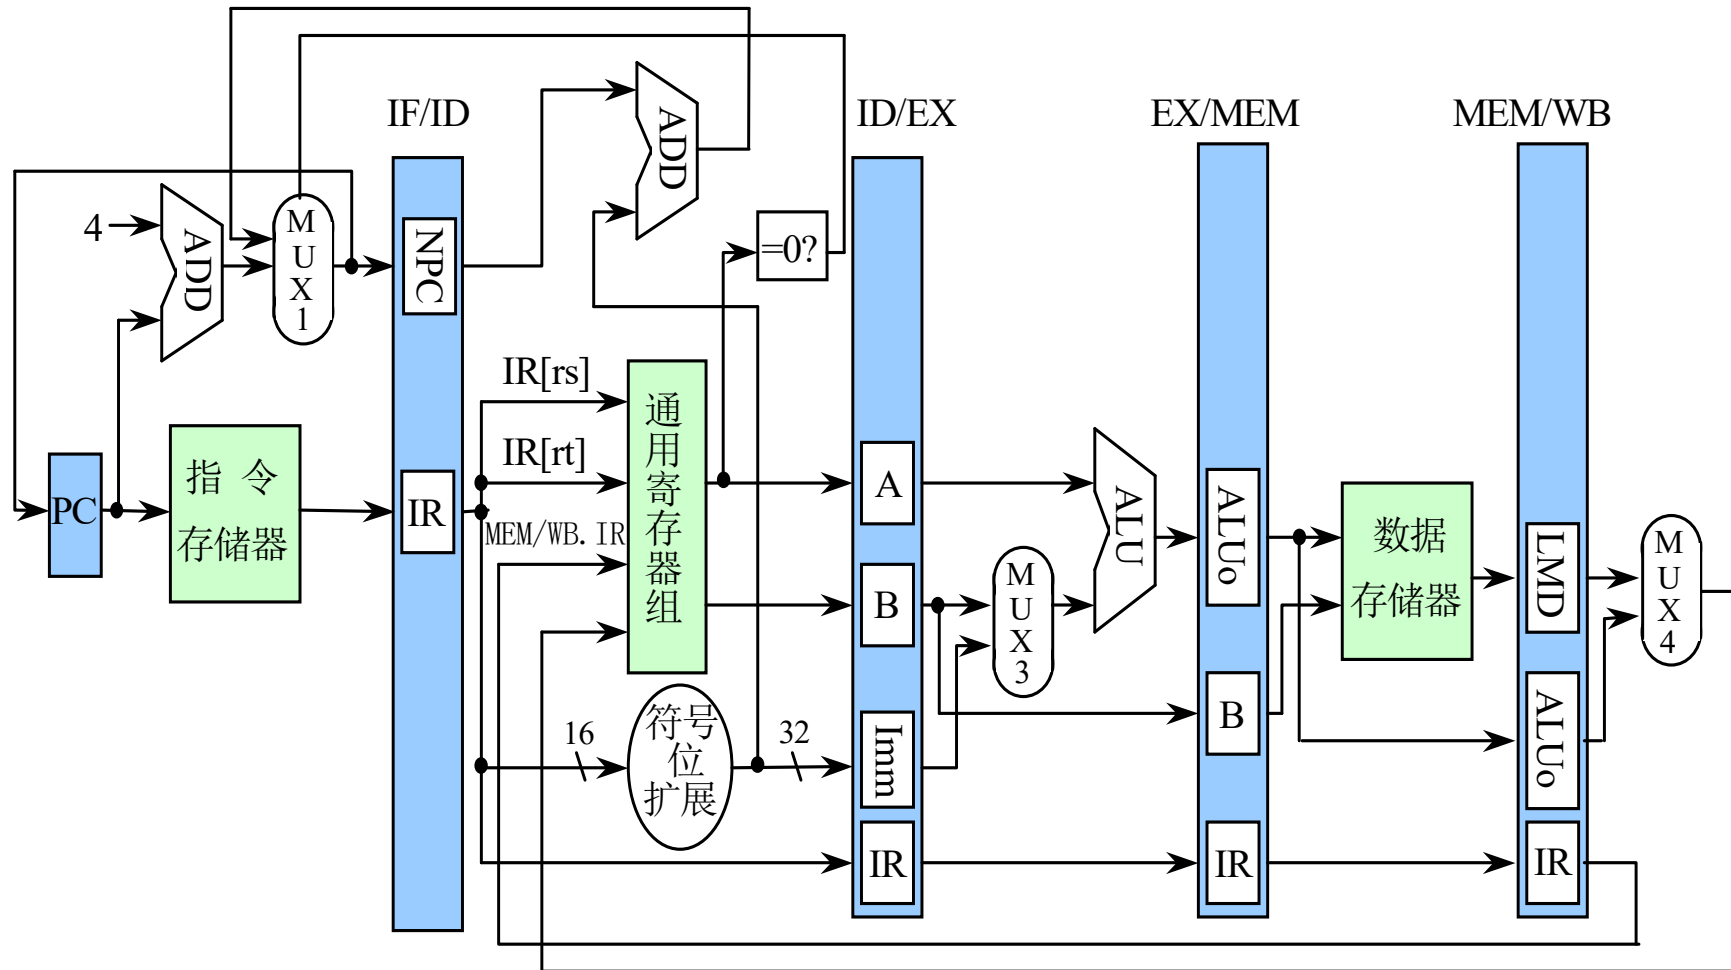 IF/ID
ID/EX
EX/MEM
MEM/WB
4
ADD
MUX1
NPC
ADD
=0?
PC
指 令
存储器
IR
IR[rs]
IR[rt]
MEM/WB. IR
通用寄存器组
16
符号
位
扩展
32
A
B
Imm
IR
MUX3
ALU
ALUo
B
IR
数据
存储器
LMD
ALUo
IR
MUX4